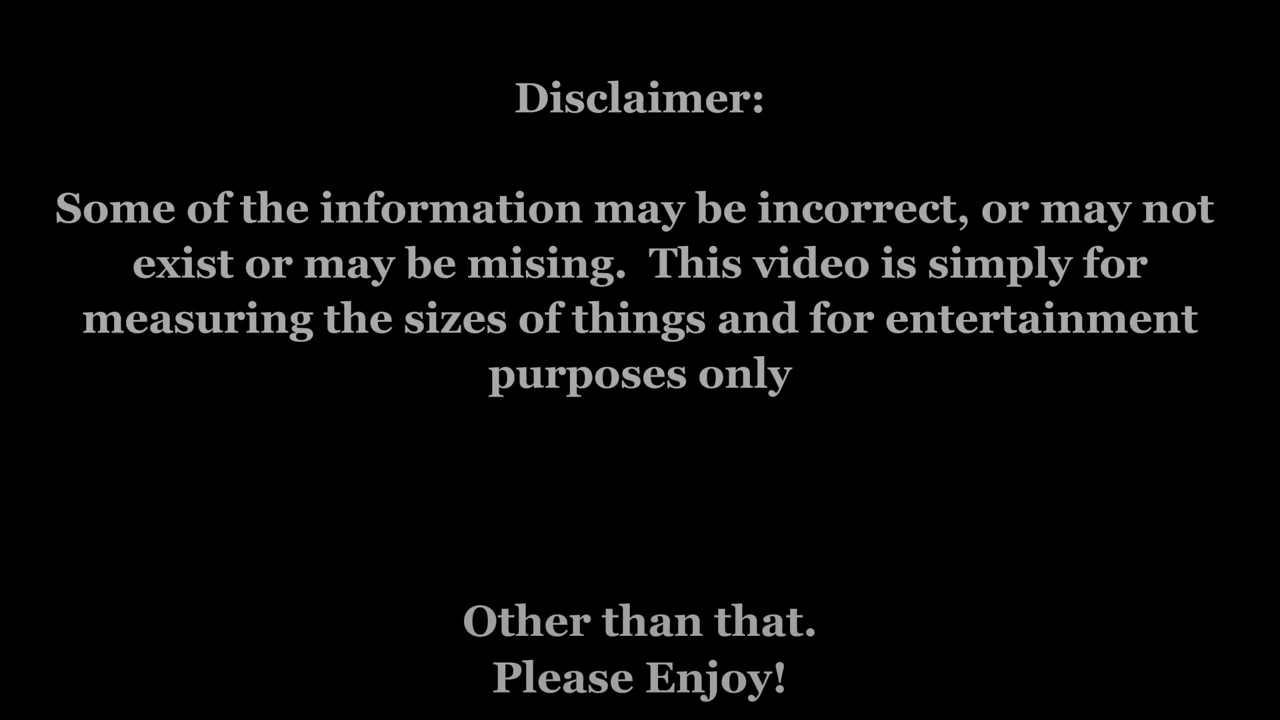 Disclaimer:
Some of the information may be incorrect, or may not
exist or may be mising.  This video is simply for
measuring the sizes of things and for entertainment
purposes only
Other than that.
Please Enjoy!